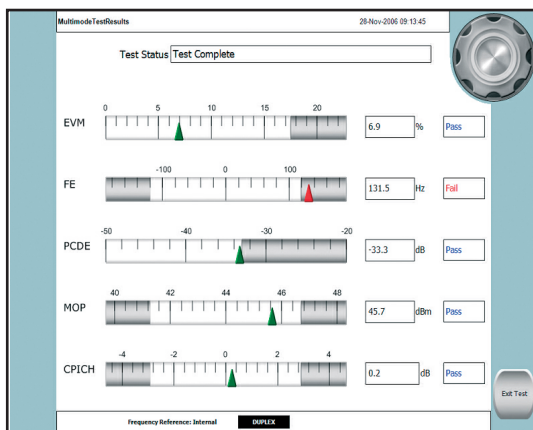 MultimodeTestResults 28-Nov-2006 09:13:45
Test Status Test Complete
0 5 10 15 20
EVM 6.9 % Pass
-100 0 100
FE 131.5 Hz Fail
-50 -40 -30 -20
PCDE -33.3 dB Pass
40 42 44 46 48
MOP 45.7 dBm Pass
-4 -2 0 2 4
CPICH 0.2 dB Pass
Exit Test
Frequency Reference: Internal DUPLEX